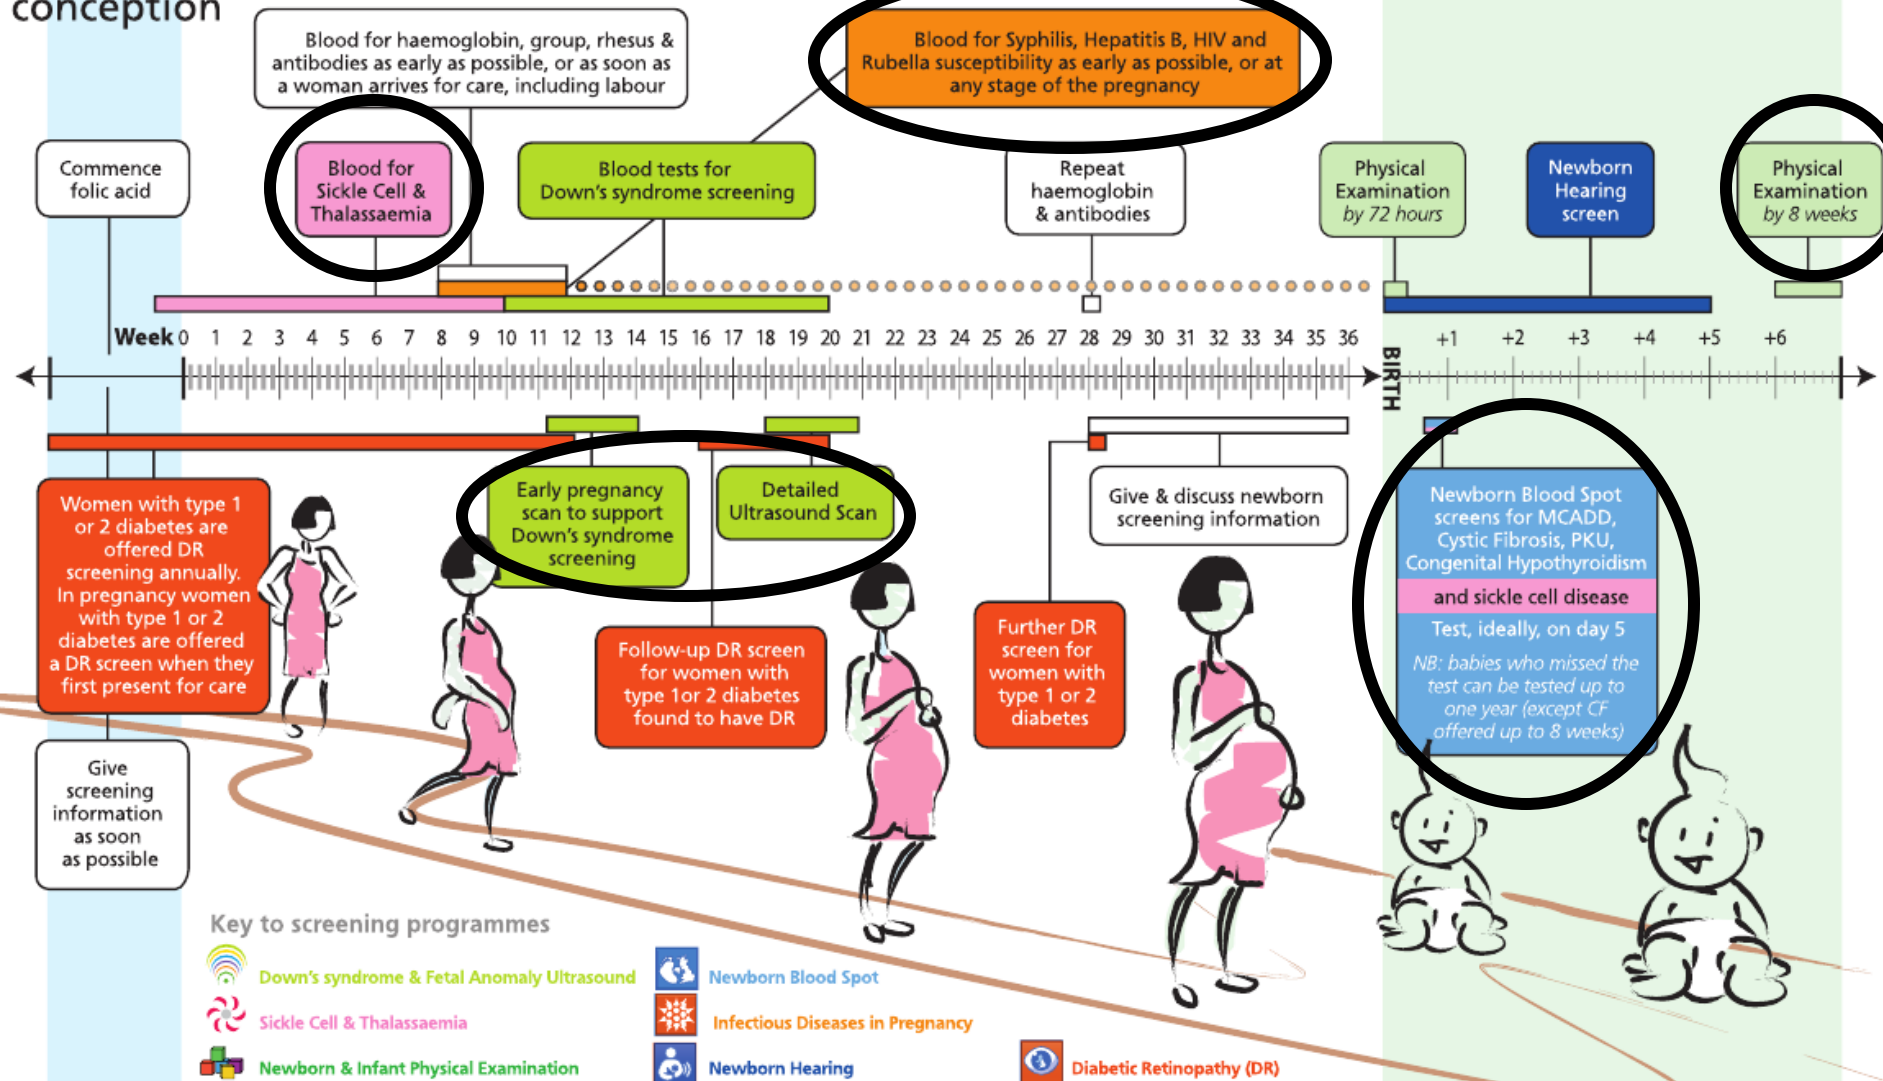 conception
Blood for haemoglobin, group, rhesus &
antibodies as early as possible, or as soon as
a woman arrives for care, including labour
Blood for Syphilis, Hepatitis B, HIV and
Rubella susceptibility as early as possible, or at
any stage of the pregnancy
Commence
folic acid
Blood for
Sickle Cell &
Thalassaemia
Blood tests for
Down's syndrome screening
Repeat
haemoglobin
& antibodies
Physical
Examination
by 72 hours
Newborn
Hearing
screen
Physical
Examination
by 8 weeks
Week 0 1 2 3 4 5 6 7 8 9 10 11 12 13 14 15 16 17 18 19 20 21 22 23 24 25 26 27 28 29 30 31 32 33 34 35 36 +1 +2 +3 +4 +5 +6
BIRTH
Women with type 1
or 2 diabetes are
offered DR
screening annually.
In pregnancy women
with type 1 or 2
diabetes are offered
a DR screen when they
first present for care
Early pregnancy
scan to support
Down's syndrome
screening
Detailed
Ultrasound Scan
Give & discuss newborn
screening information
Newborn Blood Spot
screens for MCADD,
Cystic Fibrosis, PKU,
Congenital Hypothyroidism
and sickle cell disease
Test, ideally, on day 5
NB: babies who missed the
test can be tested up to
one year (except CF
offered up to 8 weeks)
Follow-up DR screen
for women with
type 1or 2 diabetes
found to have DR
Further DR
screen for
women with
type 1 or 2
diabetes
Give
screening
information
as soon
as possible
Key to screening programmes
Down's syndrome & Fetal Anomaly Ultrasound
Newborn Blood Spot
Sickle Cell & Thalassaemia
Infectious Diseases in Pregnancy
Newborn & Infant Physical Examination
Newborn Hearing
Diabetic Retinopathy (DR)